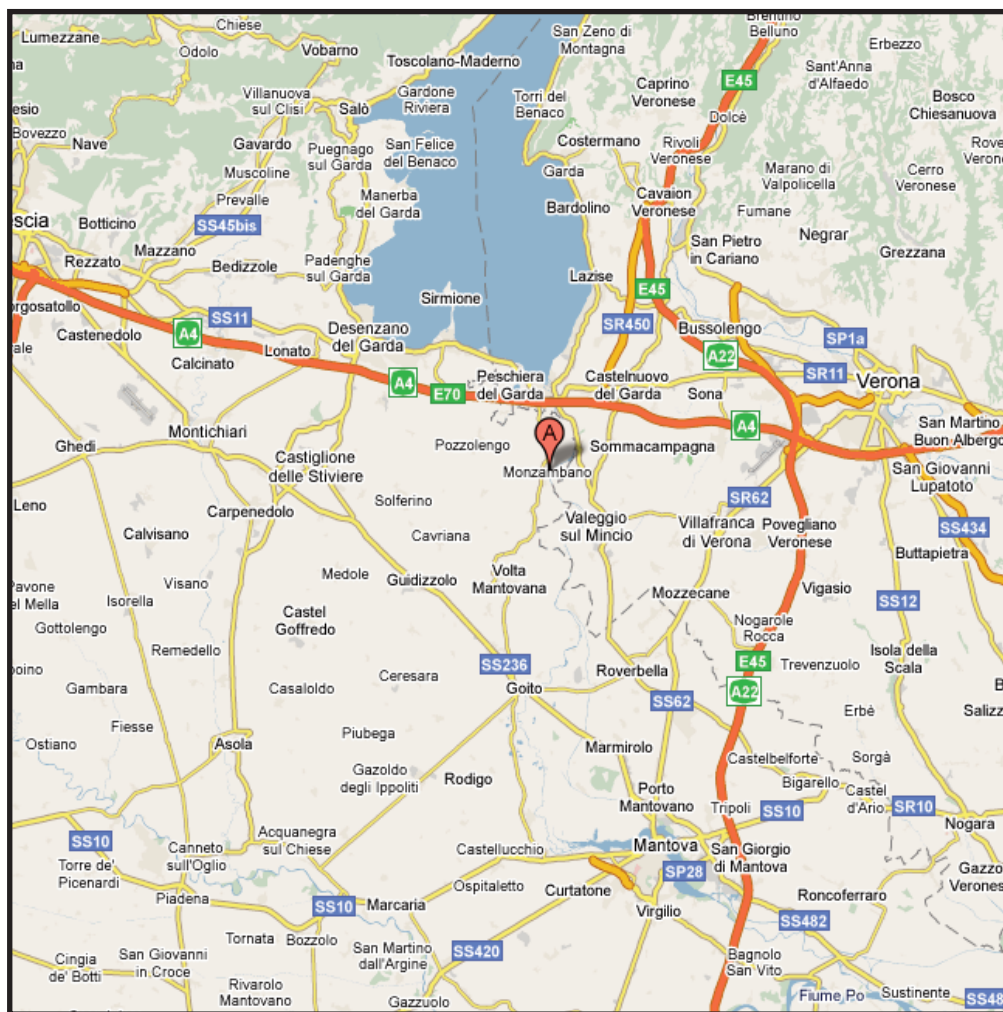 Chiese
Lumezzane
Odolo
Vobarno
Toscolano-Maderno
San Zeno di
Montagna
Brentino
Belluno
Erbezzo
Sant'Anna
d'Alfaedo
E45
Villanuova
sul Clisi
Salò
Gardone
Riviera
Torri del
Benaco
Caprino
Veronese
Dolcè
Bosco
Chiesanuova
Bovezzo
Nave
Gavardo
Puegnago
sul Garda
San Felice
del Benaco
Costermano
Rivoli
Veronese
Muscoline
Garda
Marano di
Valpolicella
Cerro
Veronese
Prevalle
Manerba
del Garda
Bardolino
Cavaion
Veronese
Fumane
Botticino
SS45bis
Mazzano
Negrar
Grezzana
Rezzato
Bedizzole
Padenghe
sul Garda
San Pietro
in Cariano
Lazise
E45
Sirmione
Castenedolo
SS11
Desenzano
del Garda
SR450
Bussolengo
SP1a
A4
Calcinato
Lonato
A22
SR11
Verona
A4
E70
Peschiera
del Garda
Castelnuovo
del Garda
Sona
A4
San Martino
Buon Albergo
Ghedi
Montichiari
Pozzolengo
A
Sommacampagna
Castiglione
delle Stiviere
Monzambano
San Giovanni
Lupatoto
Leno
Carpenedolo
Solferino
SR62
SS434
Calvisano
Cavriana
Valeggio
sul Mincio
Villafranca
di Verona
Povegliano
Veronese
Buttapietra
Pavone
el Mella
Visano
Medole
Guidizzolo
Volta
Mantovana
Mozzecane
Vigasio
Isorella
SS12
Gottolengo
Castel
Goffredo
Nogarole
Rocca
Remedello
SS236
E45
Trevenzuolo
Isola della
Scala
Gambara
Casaloldo
Ceresara
Goito
Roverbella
A22
SS62
Fiesse
Erbè
Salizz
Ostiano
Asola
Piubega
Marmirolo
Castelbelforte
Sorgà
Gazoldo
degli Ippoliti
Rodigo
Bigarello
Castel
d'Ario
Porto
Mantovano
Tripoli
SS10
SR10
Nogara
SS10
Acquanegra
sul Chiese
Canneto
sull'Oglio
Castellucchio
Mantova
San Giorgio
di Mantova
Torre de'
Picenardi
SP28
Gazzo
Verones
Piadena
SS10
Marcaria
Ospitaletto
Curtatone
Virgilio
Roncoferraro
SS482
Tornata
Bozzolo
SS420
Cingia
de' Botti
San Giovanni
in Croce
San Martino
dall'Argine
Bagnolo
San Vito
Rivarolo
Mantovano
Gazzuolo
Fiume Po
Sustinente
SS48